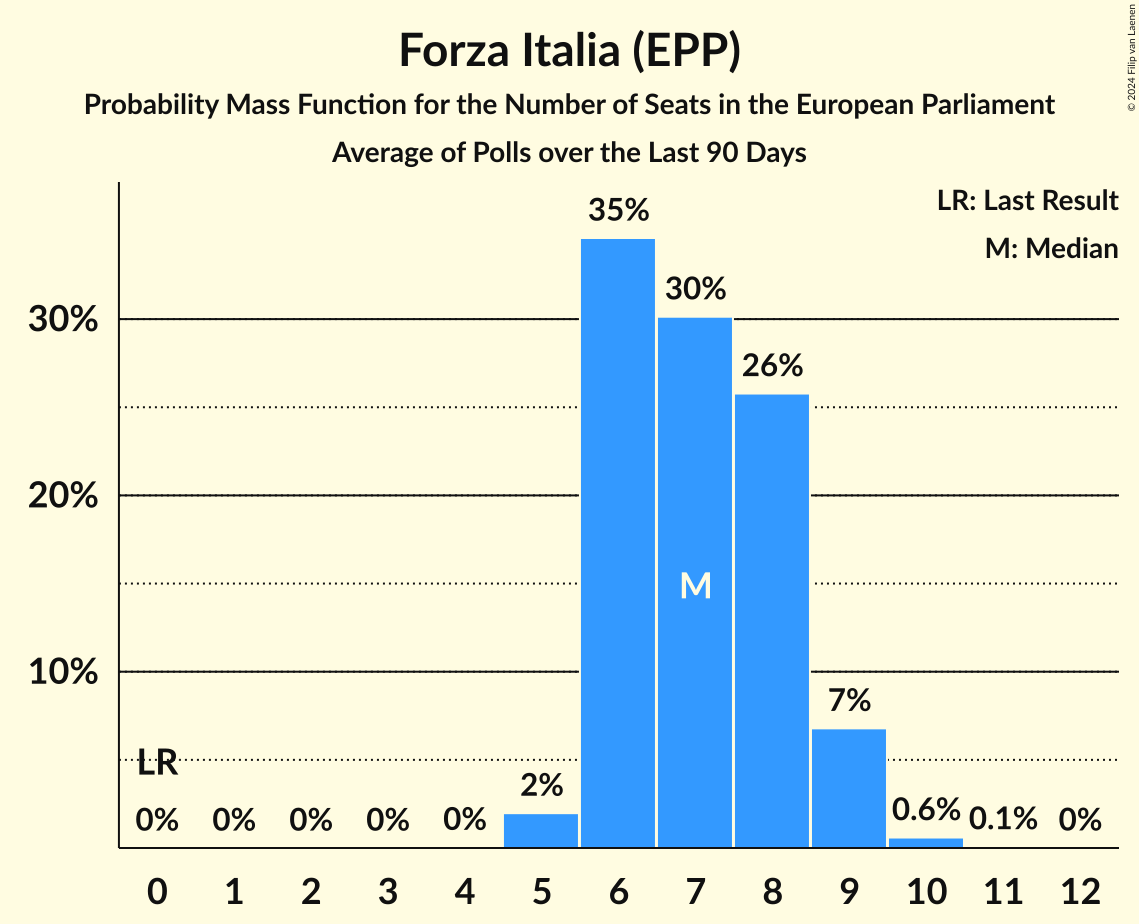 Forza Italia (EPP)
Probability Mass Function for the Number of Seats in the European Parliament
Average of Polls over the Last 90 Days
© 2024 Filip van Laenen
LR: Last Result
M: Median
35%
30%
26%
30%
20%
10%
M
7%
LR
2%
0% 0% 0% 0% 0% 0.6% 0.1% 0%
0 1 2 3 4 5 6 7 8 9 10 11 12